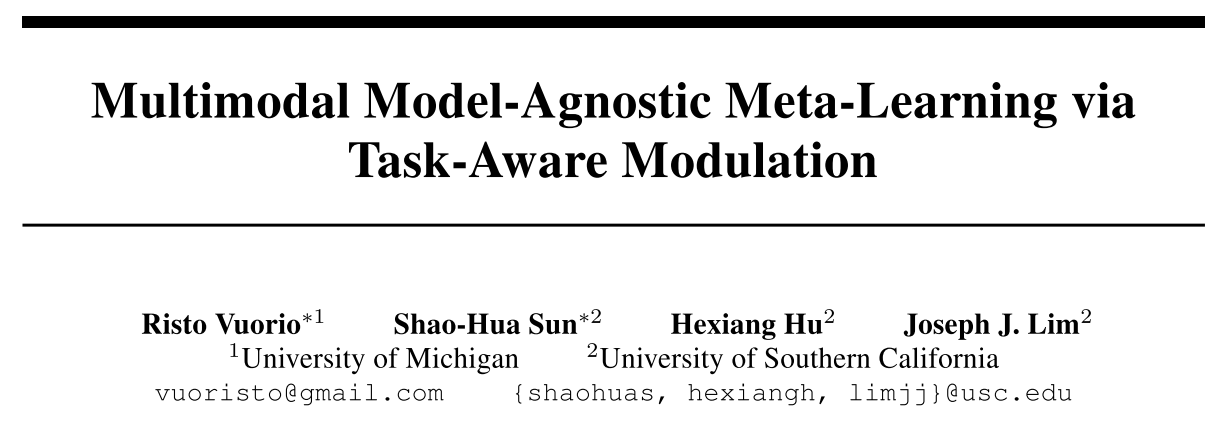 Multimodal Model-Agnostic Meta-Learning via
Task-Aware Modulation
Risto Vuorio*1 Shao-Hua Sun*2 Hexiang Hu2 Joseph J. Lim2
1University of Michigan 2University of Southern California
vuoristo@gmail.com {shaohuas, hexiangh, limjj}@usc.edu